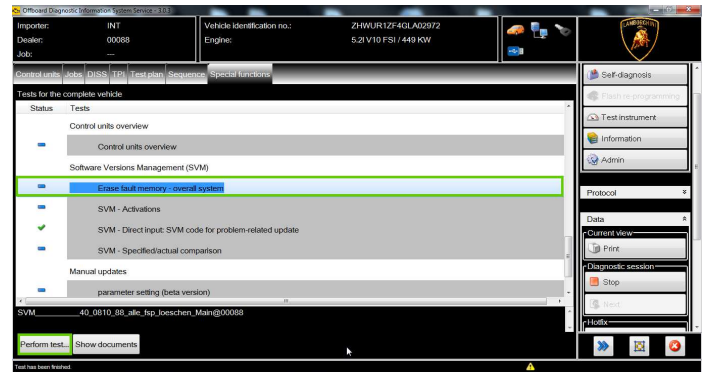 Offboard Diagnostic Information System Service - 3.0.3
Importer: INT
Dealer: 00088
Job: ---
Vehicle identification no.: ZHWUR1ZF4GLA02972
Engine: 5.2l V10 FSI / 449 KW
LAMBORGHINI
Control units Jobs DISS TPI Test plan Sequence Special functions
Tests for the complete vehicle
Status Tests
Control units overview
Control units overview
Software Versions Management (SVM)
Erase fault memory - overall system
SVM - Activations
SVM - Direct input: SVM code for problem-related update
SVM - Specified/actual comparison
Manual updates
parameter setting (beta version)
SVM_____40_0810_88_alle_fsp_loeschen_Main@00088
Perform test... Show documents
Test has been finished.
Self-diagnosis
Flash re-programming
Test instrument
Information
Admin
Protocol
Data
Current view
Print
Diagnostic session
Stop
Next
Hotfix